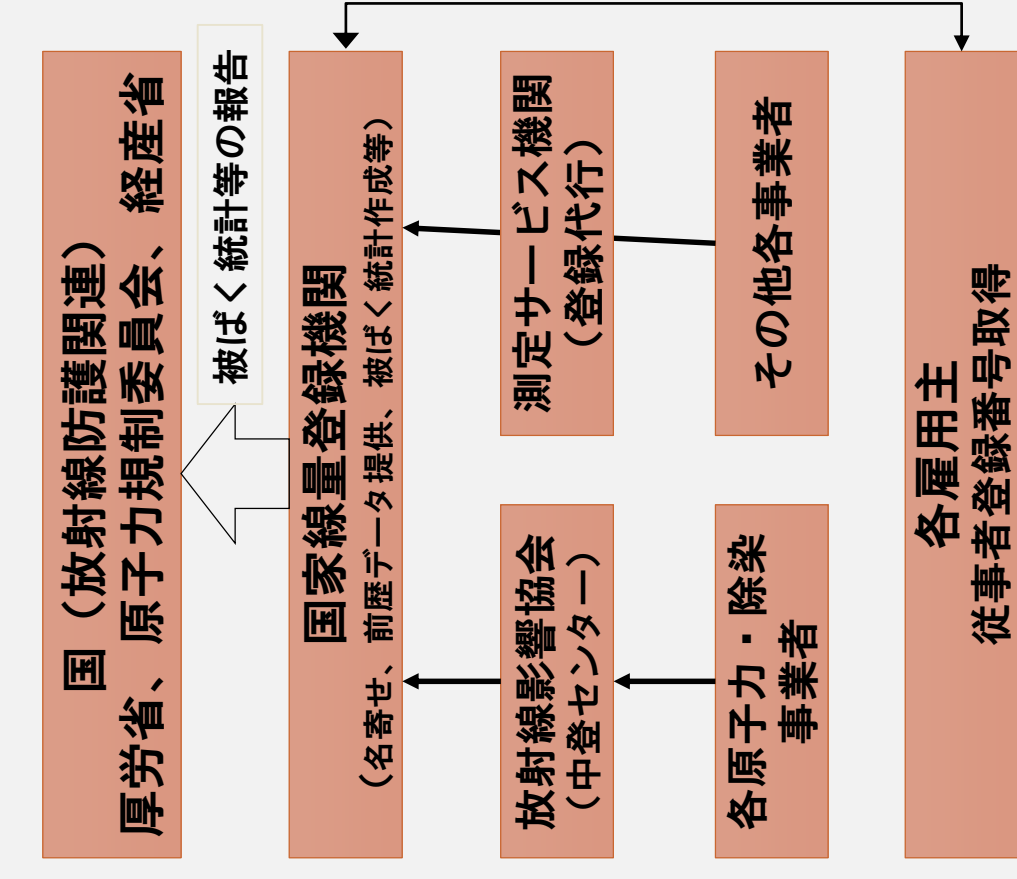 国（放射線防護関連）
厚労省、原子力規制委員会、経産省
被ばく統計等の報告
国家線量登録機関
（名寄せ、前歴データ提供、被ばく統計作成等）
放射線影響協会
（中登センター）
測定サービス機関
（登録代行）
各原子力・除染
事業者
その他各事業者
各雇用主
従事者登録番号取得